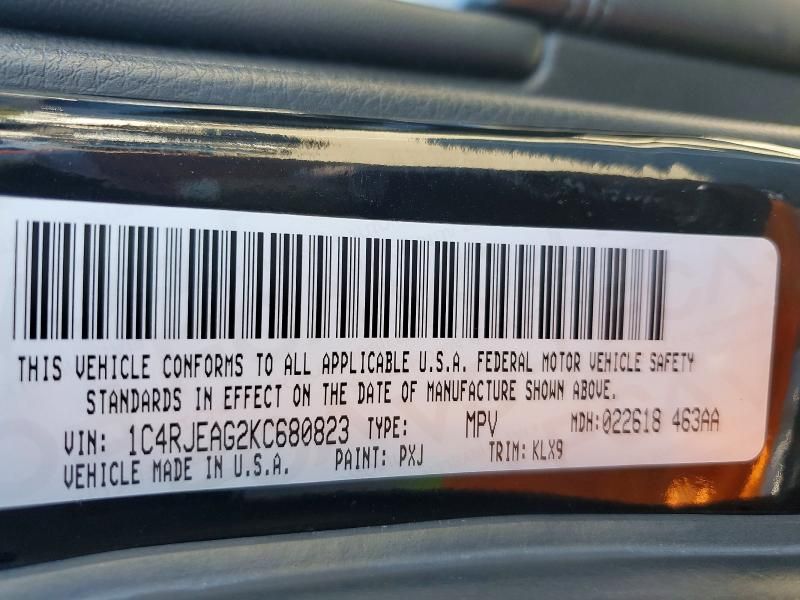 THIS VEHICLE CONFORMS TO ALL APPLICABLE U.S.A. FEDERAL MOTOR VEHICLE SAFETY
STANDARDS IN EFFECT ON THE DATE OF MANUFACTURE SHOWN ABOVE.
VIN: 1C4RJEAG2KC680823 TYPE: MPV MDH:022618 463AA
VEHICLE MADE IN U.S.A. PAINT: PXJ TRIM: KLX9